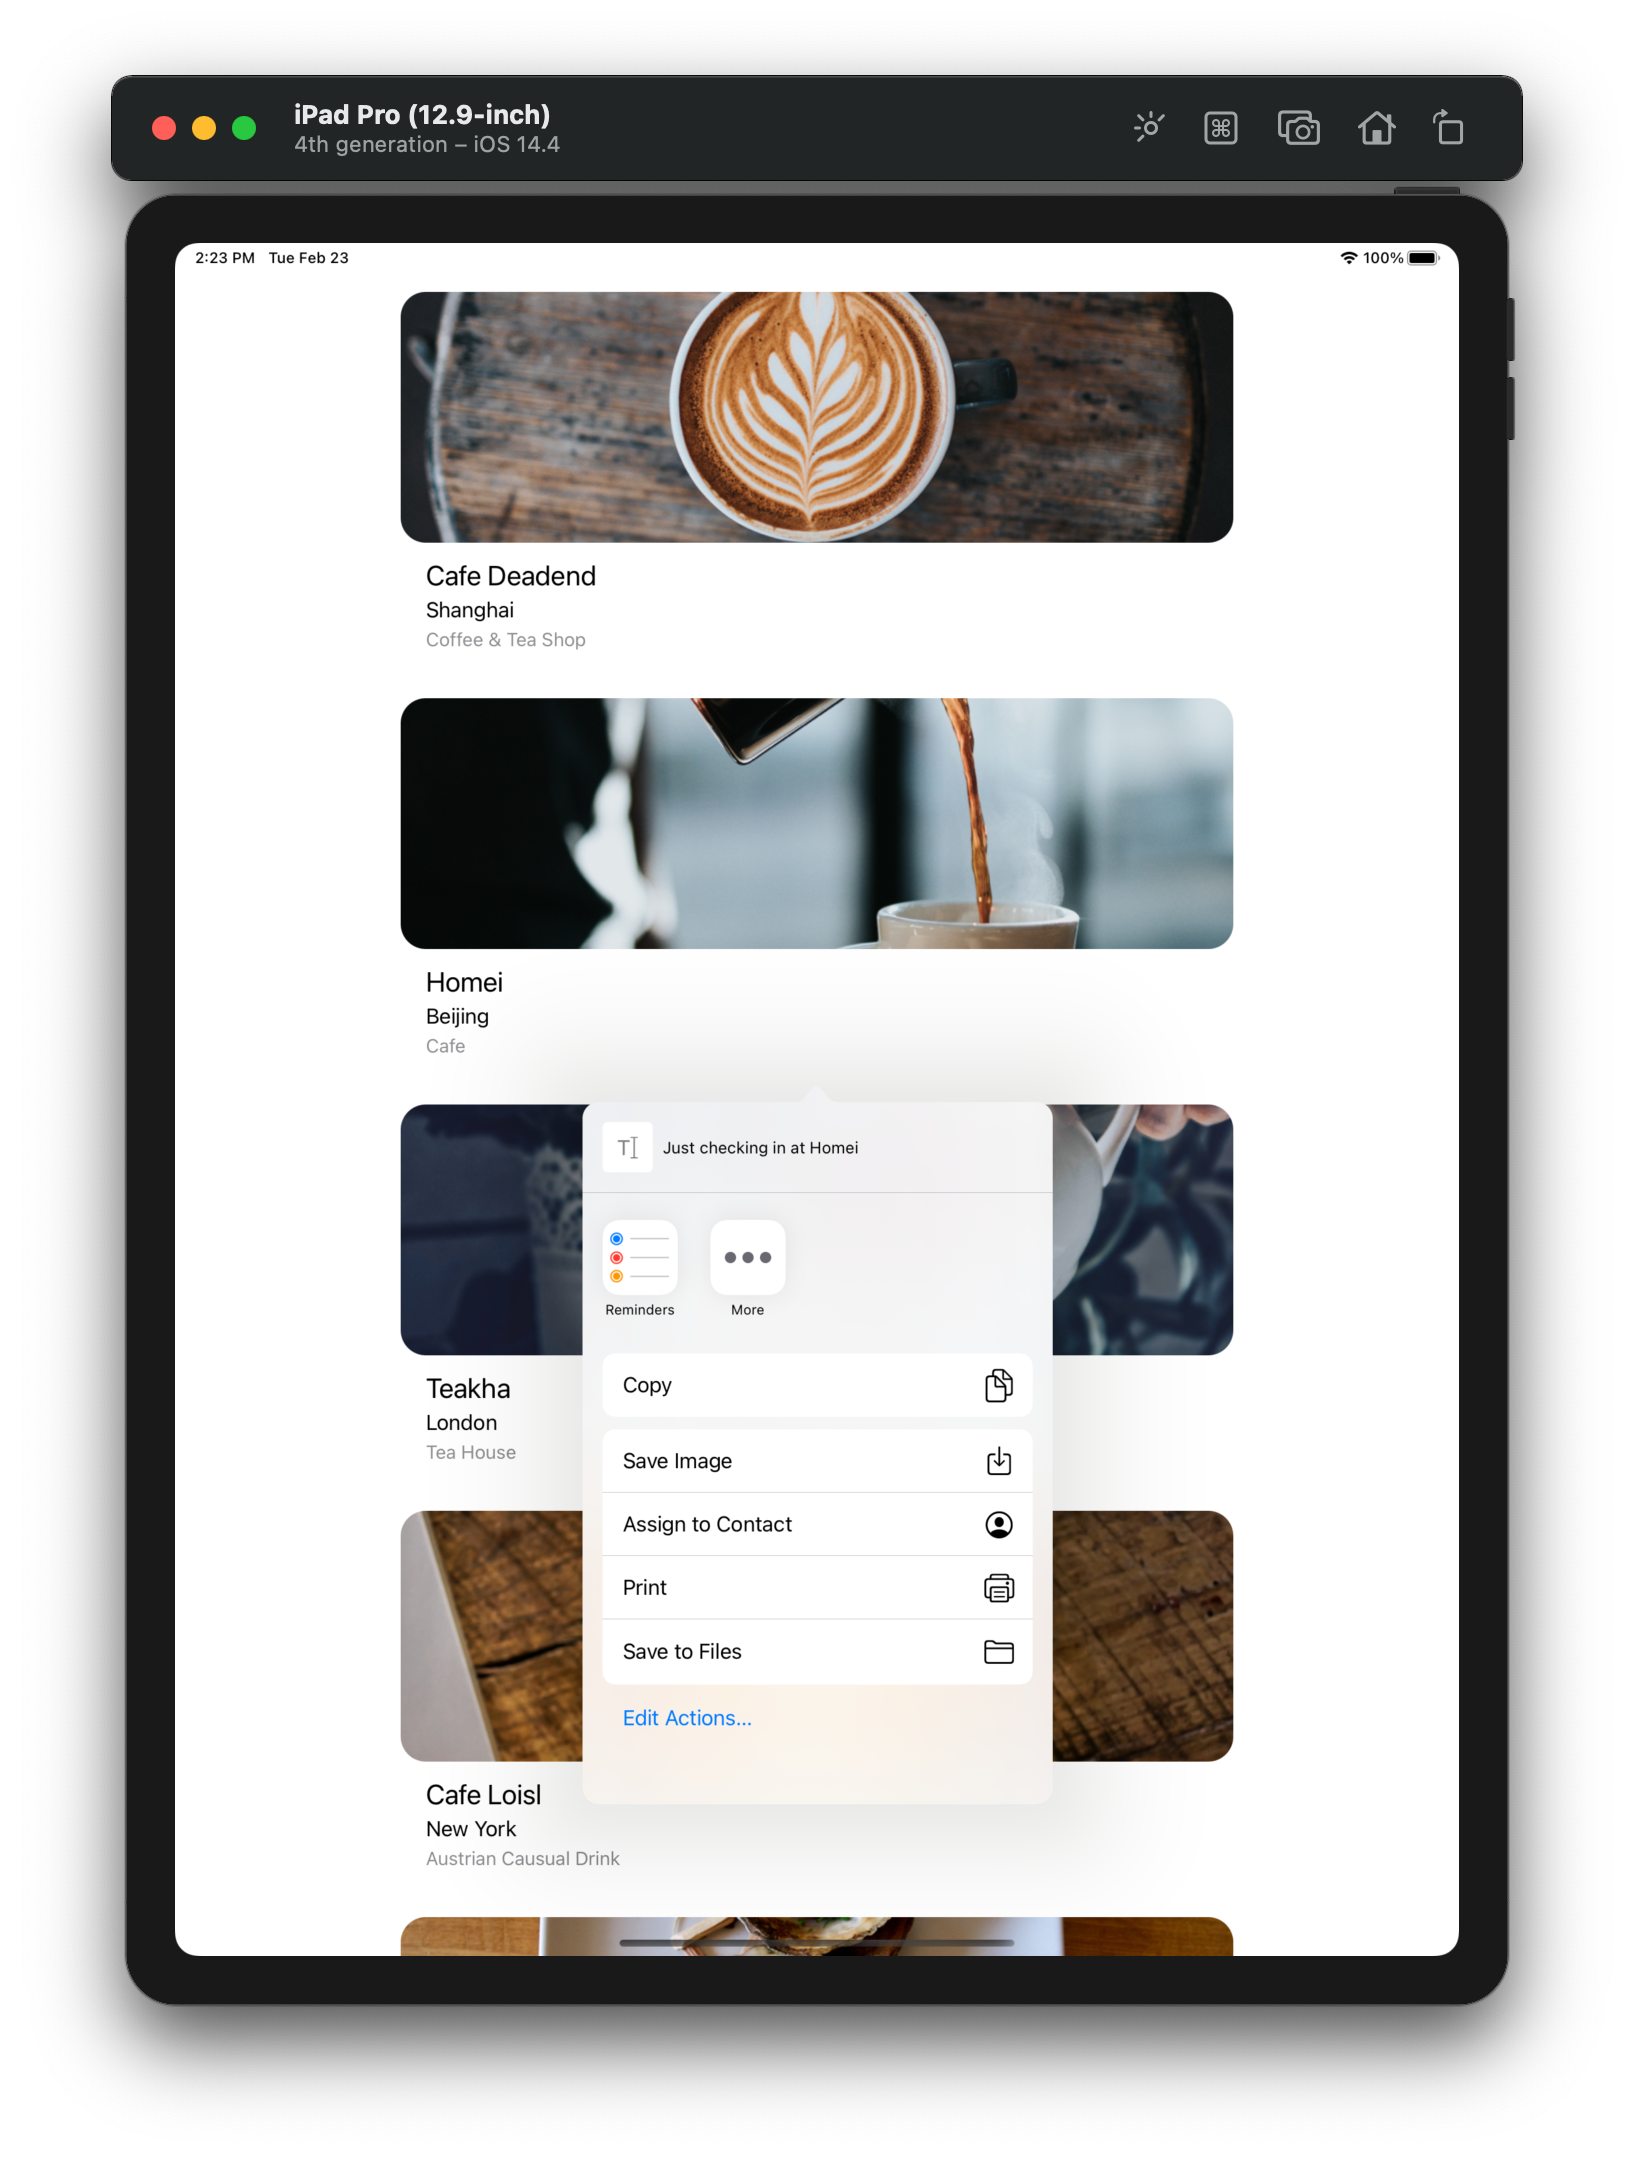 iPad Pro (12.9-inch)
4th generation – iOS 14.4
2:23 PM Tue Feb 23
100%
Cafe Deadend
Shanghai
Coffee & Tea Shop
Homei
Beijing
Cafe
Just checking in at Homei
Reminders
More
Copy
Save Image
Assign to Contact
Print
Save to Files
Edit Actions...
Teakha
London
Tea House
Cafe Loisl
New York
Austrian Causual Drink